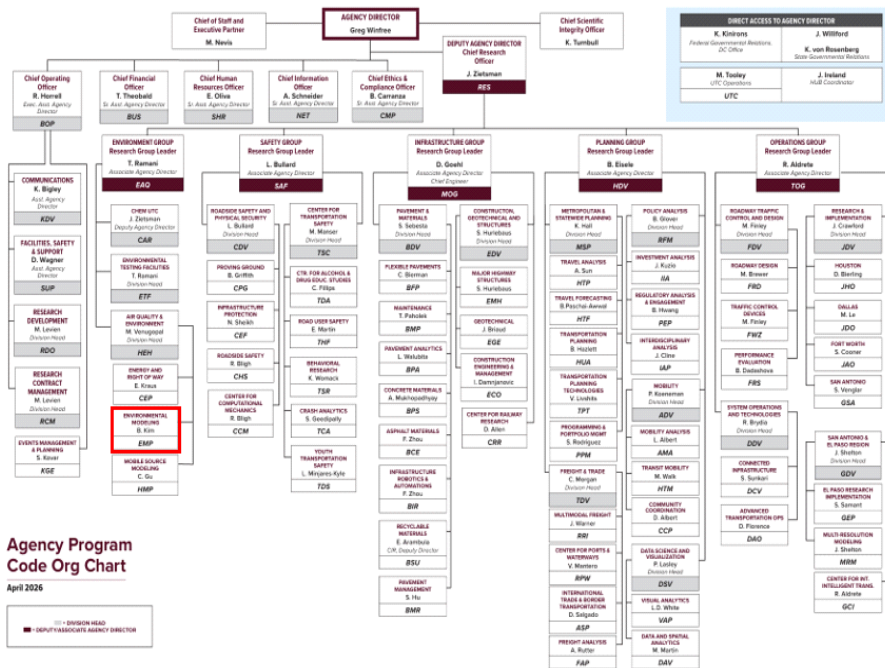 AGENCY DIRECTOR
Greg Winfree
Chief of Staff and
Executive Partner
M. Nevis
Chief Scientific
Integrity Officer
K. Turnbull
DEPUTY AGENCY DIRECTOR
Chief Research
Officer
J. Zietsman
RES
DIRECT ACCESS TO AGENCY DIRECTOR
K. Kinirons
Federal Governmental Relations,
DC Office
J. Williford
K. von Rosenberg
State Governmental Relations
M. Tooley
UTC Operations
UTC
J. Ireland
HUB Coordinator
Chief Operating
Officer
R. Horrell
Exec. Asst. Agency
Director
BOP
Chief Financial
Officer
T. Theobald
Sr. Asst. Agency
Director
BUS
Chief Human
Resources Officer
E. Oliva
Sr. Asst. Agency
Director
SHR
Chief Information
Officer
A. Schneider
Sr. Asst. Agency
Director
NET
Chief Ethics &
Compliance Officer
B. Carranza
Sr. Asst. Agency
Director
CMP
COMMUNICATIONS
K. Bigley
Asst. Agency
Director
KDV
FACILITIES, SAFETY
& SUPPORT
D. Wagner
Asst. Agency
Director
SUP
RESEARCH
DEVELOPMENT
M. Levien
RDO
RESEARCH
CONTRACT
MANAGEMENT
M. Levien
Division Head
RCM
EVENTS MANAGEMENT
& PLANNING
S. Kover
KGE
ENVIRONMENT GROUP
Research Group Leader
T. Ramani
Associate Agency Director
EAQ
CHEM UTC
J. Zietsman
Deputy Agency Director
CAR
ENVIRONMENTAL
TESTING FACILITIES
T. Ramani
Division Head
ETF
AIR QUALITY &
ENVIRONMENT
M. Venugopal
Division Head
HEH
ENERGY AND
RIGHT OF WAY
E. Kraus
CEP
ENVIRONMENTAL
MODELING
B. Kim
EMP
MOBILE SOURCE
MODELING
C. Gu
HMP
SAFETY GROUP
Research Group Leader
L. Bullard
Associate Agency Director
SAF
ROADSIDE SAFETY AND
PHYSICAL SECURITY
L. Bullard
Division Head
CDV
PROVING GROUND
B. Griffith
CPG
INFRASTRUCTURE
PROTECTION
N. Sheikh
CEF
ROADSIDE SAFETY
R. Bligh
CHS
CENTER FOR
COMPUTATIONAL
MECHANICS
R. Bligh
CCM
CENTER FOR
TRANSPORTATION
SAFETY
M. Manser
Division Head
TSC
CTR. FOR ALCOHOL &
DRUG EDUC. STUDIES
C. Fillips
TDA
ROAD USER SAFETY
E. Martin
THF
BEHAVIORAL
RESEARCH
K. Womack
TSR
CRASH ANALYTICS
S. Geedipally
TCA
YOUTH
TRANSPORTATION
SAFETY
L. Minjares-Kyle
TDS
INFRASTRUCTURE GROUP
Research Group Leader
D. Goehl
Associate Agency Director
Chief Engineer
MOG
PAVEMENT &
MATERIALS
S. Sebesta
Division Head
BDV
FLEXIBLE PAVEMENTS
C. Bierman
BFP
MAINTENANCE
T. Paholek
BMP
PAVEMENT ANALYTICS
L. Walubita
BPA
CONCRETE MATERIALS
A. Mukhopadhyay
BPS
ASPHALT MATERIALS
F. Zhou
BCE
INFRASTRUCTURE
ROBOTICS &
AUTOMATIONS
F. Zhou
BIR
RECYCLABLE
MATERIALS
E. Arambula
CIR, Deputy Director
BSU
PAVEMENT
MANAGEMENT
S. Hu
BMR
CONSTRUCTON,
GEOTECHNICAL AND
STRUCTURES
S. Hurlebaus
Division Head
EDV
MAJOR HIGHWAY
STRUCTURES
S. Hurlebaus
EMH
GEOTECHNICAL
J. Briaud
EGE
CONSTRUCTION
ENGINEERING &
MANAGEMENT
I. Damnjanovic
ECO
CENTER FOR RAILWAY
RESEARCH
D. Allen
CRR
PLANNING GROUP
Research Group Leader
B. Eisele
Associate Agency Director
HDV
METROPOLITAN &
STATEWIDE PLANNING
K. Hall
Division Head
MSP
TRAVEL ANALYSIS
A. Sun
HTP
TRAVEL FORECASTING
B.Paschai-Awwal
HTF
TRANSPORTATION
PLANNING
B. Hazlett
HUA
TRANSPORTATION
PLANNING
TECHNOLOGIES
V. Livshits
TPT
PROGRAMMING &
PORTFOLIO MGMT
S. Rodriguez
PPM
FREIGHT & TRADE
C. Morgan
Division Head
TDV
MULTIMODAL FREIGHT
J. Warner
RRI
CENTER FOR PORTS &
WATERWAYS
V. Mantero
RPW
INTERNATIONAL
TRADE & BORDER
TRANSPORTATION
D. Salgado
ASP
FREIGHT ANALYSIS
A. Rutter
FAP
POLICY ANALYSIS
B. Glover
Division Head
RFM
INVESTMENT ANALYSIS
J. Kuzio
IIA
REGULATORY ANALYSIS
& ENGAGEMENT
B. Hwang
PEP
INTERDISCIPLINARY
ANALYSIS
J. Cline
IAP
MOBILITY
P. Koeneman
Division Head
ADV
MOBILITY ANALYSIS
L. Albert
AMA
TRANSIT MOBILITY
M. Walk
HTM
COMMUNITY
COORDINATION
D. Albert
CCP
DATA SCIENCE AND
VISUALIZATION
P. Lasley
Division Head
DSV
VISUAL ANALYTICS
L.D. White
VAP
DATA AND SPATIAL
ANALYTICS
M. Martin
DAV
OPERATIONS GROUP
Research Group Leader
R. Aldrete
Associate Agency Director
TOG
ROADWAY TRAFFIC
CONTROL AND DESIGN
M. Finley
Division Head
FDV
ROADWAY DESIGN
M. Brewer
FRD
TRAFFIC CONTROL
DEVICES
M. Finley
FWZ
PERFORMANCE
EVALUATION
B. Dadashova
FRS
SYSTEM OPERATIONS
AND TECHNOLOGIES
R. Brydia
Division Head
DDV
CONNECTED
INFRASTRUCTURE
S. Sunkari
DCV
ADVANCED
TRANSPORTATION OPS
D. Florence
DAO
RESEARCH &
IMPLEMENTATION
J. Crawford
Division Head
JDV
HOUSTON
D. Bierling
JHO
DALLAS
M. Le
JDO
FORT WORTH
S. Cooner
JAO
SAN ANTONIO
S. Venglar
GSA
SAN ANTONIO &
EL PASO REGION
J. Shelton
Division Head
GDV
EL PASO RESEARCH
IMPLEMENTATION
S. Samant
GEP
MULTI-RESOLUTION
MODELING
J. Shelton
MRM
CENTER FOR INT.
INTELLIGENT TRANS.
R. Aldrete
GCI
Agency Program
Code Org Chart
April 2026
= DIVISION HEAD
= DEPUTY/ASSOCIATE AGENCY DIRECTOR